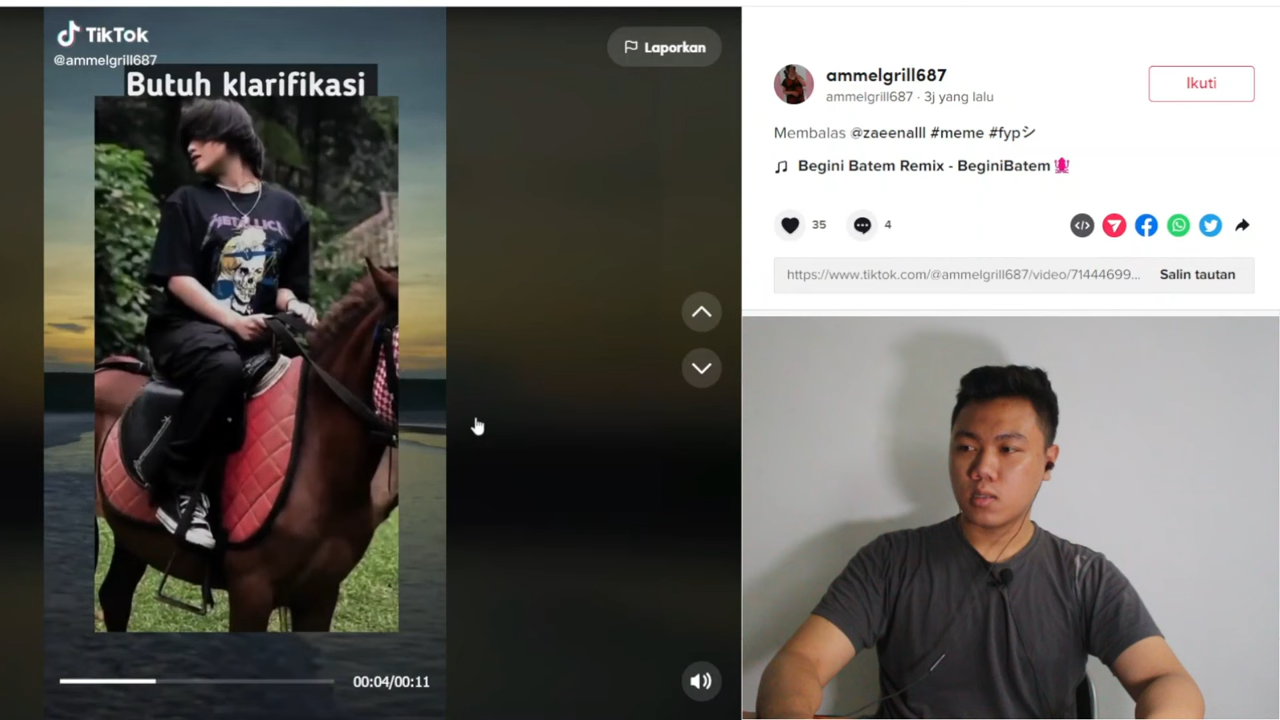 TikTok
@ammelgrill687
Butuh klarifikasi
METALLICA
Laporkan
00:04/00:11
ammelgrill687
ammelgrill687 · 3j yang lalu
Ikuti
Membalas @zaeenalll #meme #fypシ
Begini Batem Remix - BeginiBatem
35
4
https://www.tiktok.com/@ammelgrill687/video/71444699...
Salin tautan